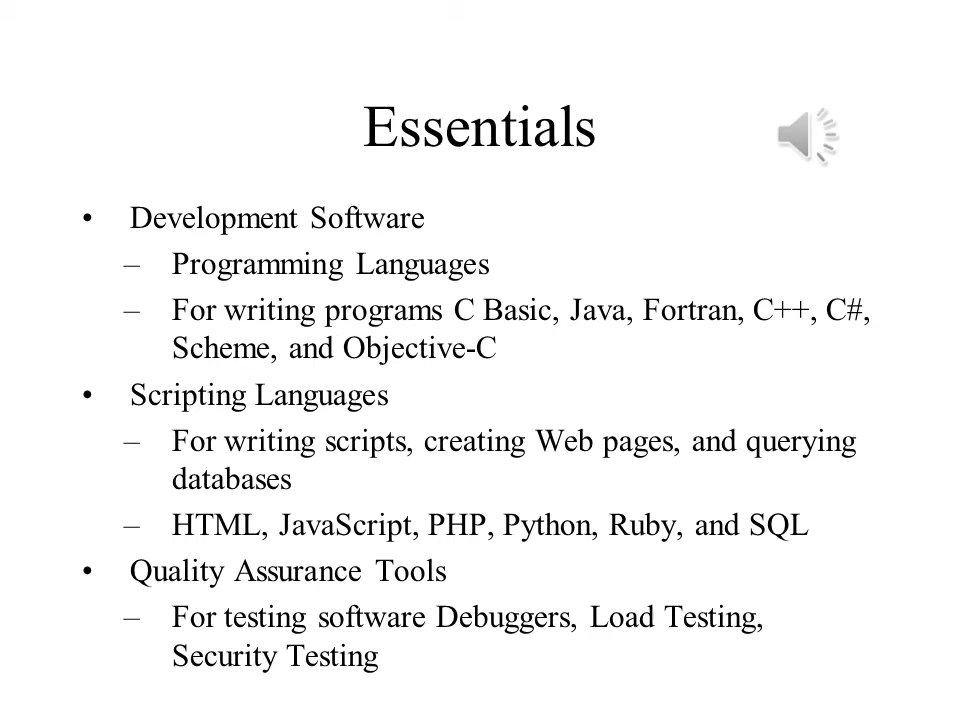 Essentials
• Development Software
– Programming Languages
– For writing programs C Basic, Java, Fortran, C++, C#,
Scheme, and Objective-C
• Scripting Languages
– For writing scripts, creating Web pages, and querying
databases
– HTML, JavaScript, PHP, Python, Ruby, and SQL
• Quality Assurance Tools
– For testing software Debuggers, Load Testing,
Security Testing